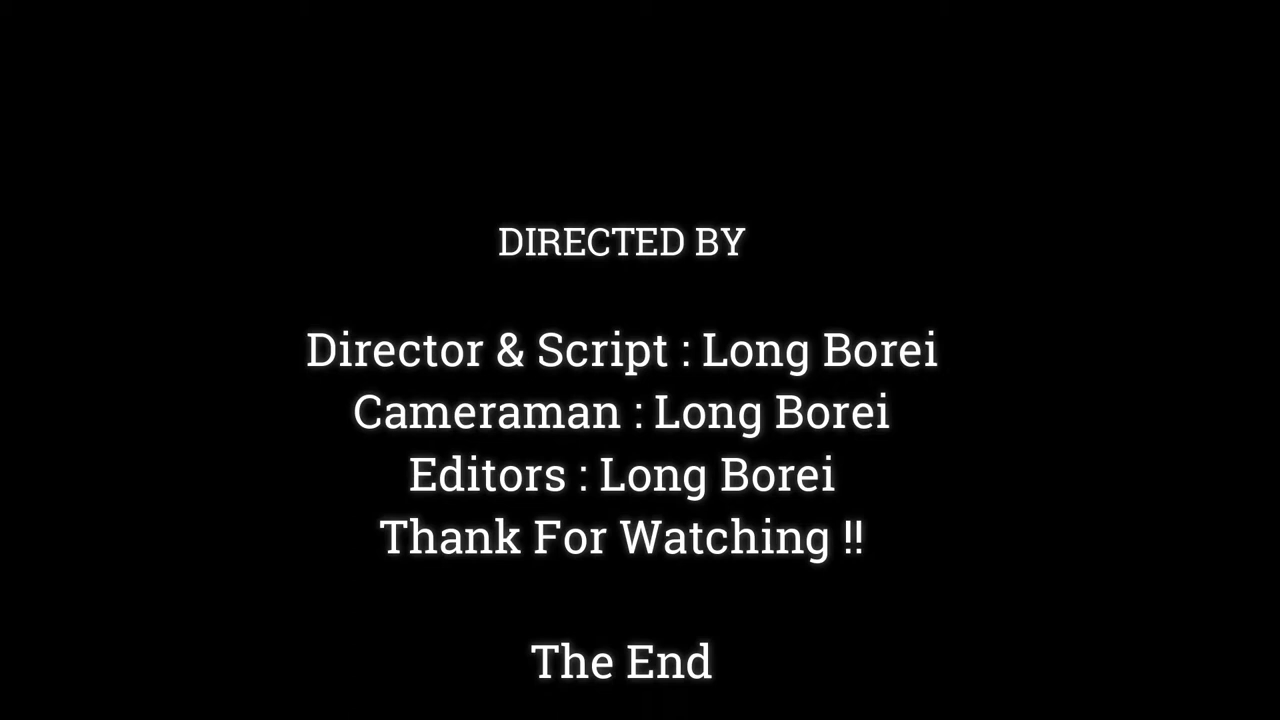 DIRECTED BY
Director & Script : Long Borei
Cameraman : Long Borei
Editors : Long Borei
Thank For Watching !!
The End